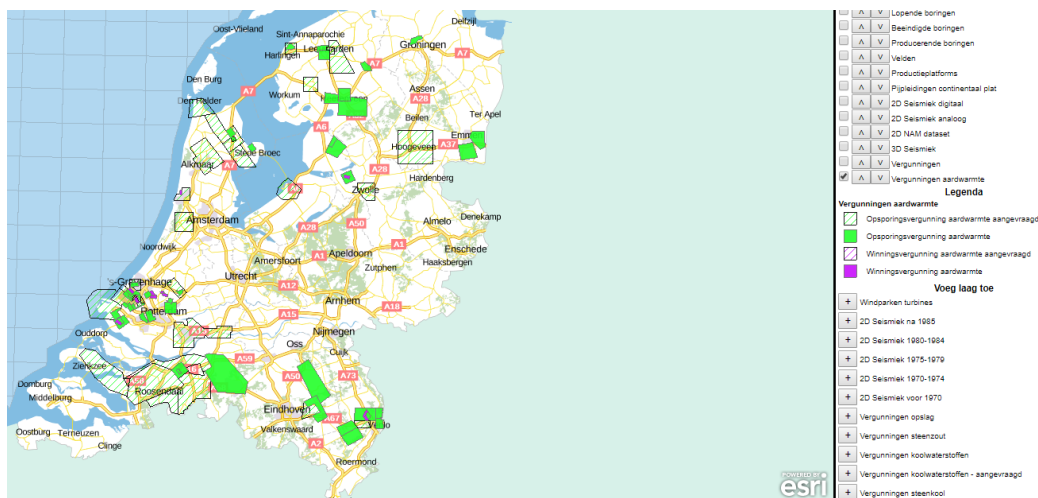 Oost-Vlieland
Delfzijl
Sint-Annaparochie
Groningen
Harlingen
Leeuwarden
A7
A7
Den Burg
A7
Assen
Workum
A28
Den Helder
Ter Apel
A6
Beilen
Emm
Stede Broec
A37
Hoogeveen
Alkmaar
A7
A28
Hardenberg
Zwolle
Amsterdam
A50
Almelo
Denekamp
A28
Noordwijk
A1
Enschede
Amersfoort
A1
Apeldoorn
Haaksbergen
Zutphen
Utrecht
A12
Rotterdam
Arnhem
A18
A15
Ouddorp
Nijmegen
Oss
Cuijk
A59
Zierikzee
A50
A73
A58
Domburg
Roosendaal
Middelburg
Eindhoven
A67
Oostburg
Terneuzen
Valkenswaard
Clinge
A2
Roermond
POWERED BY
esri
Lopende boringen
Beeindigde boringen
Producerende boringen
Velden
Productieplatforms
Pijpleidingen continentaal plat
2D Seismiek digitaal
2D Seismiek analoog
2D NAM dataset
3D Seismiek
Vergunningen
Vergunningen aardwarmte
Legenda
Vergunningen aardwarmte
Opsporingsvergunning aardwarmte aangevraagd
Opsporingsvergunning aardwarmte
Winningsvergunning aardwarmte aangevraagd
Winningsvergunning aardwarmte
Voeg laag toe
+ Windparken turbines
+ 2D Seismiek na 1985
+ 2D Seismiek 1980-1984
+ 2D Seismiek 1975-1979
+ 2D Seismiek 1970-1974
+ 2D Seismiek voor 1970
+ Vergunningen opslag
+ Vergunningen steenzout
+ Vergunningen koolwaterstoffen
+ Vergunningen koolwaterstoffen - aangevraagd
+ Vergunningen steenkool